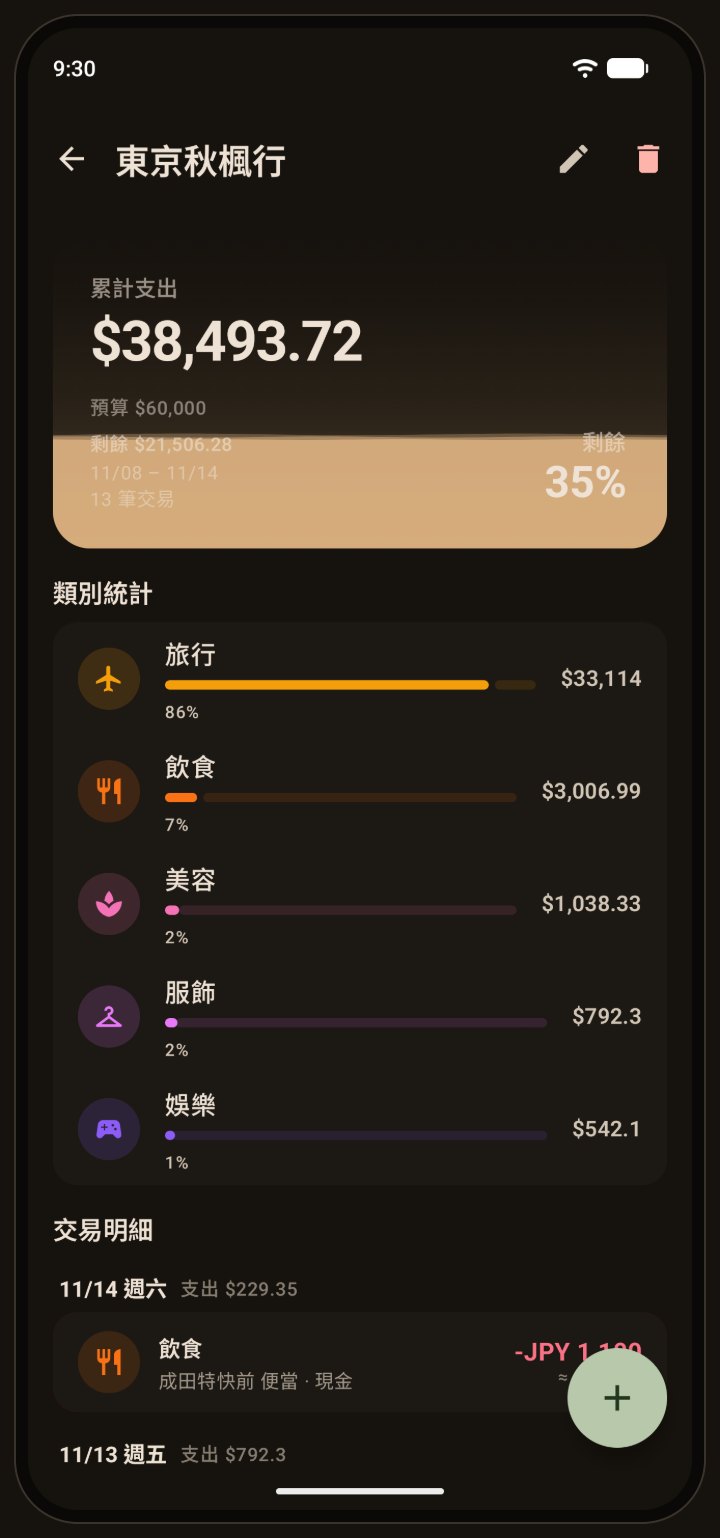 9:30
東京秋楓行
累計支出
$38,493.72
預算 $60,000
剩餘 $21,506.28
剩餘
11/08 – 11/14
35%
13 筆交易
類別統計
旅行
$33,114
86%
飲食
$3,006.99
7%
美容
$1,038.33
2%
服飾
$792.3
2%
娛樂
$542.1
1%
交易明細
11/14 週六 支出 $229.35
飲食
-JPY
成田特快前 便當 · 現金
≈
11/13 週五 支出 $792.3